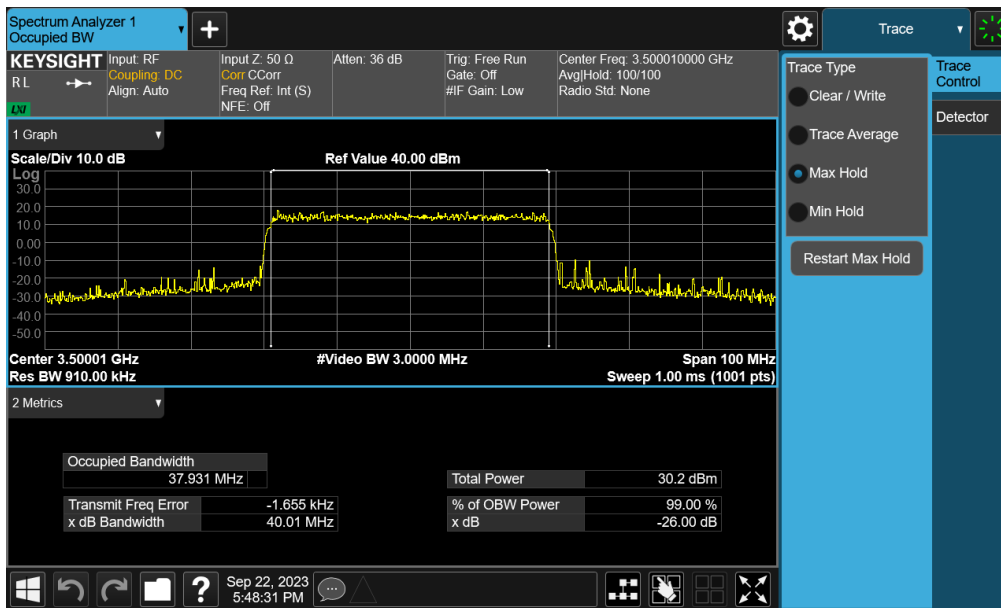 Spectrum Analyzer 1
Occupied BW
+
Trace
KEYSIGHT
R L
LXI
Input: RF
Coupling: DC
Align: Auto
Input Z: 50 Ω
Corr CCorr
Freq Ref: Int (S)
NFE: Off
Atten: 36 dB
Trig: Free Run
Gate: Off
#IF Gain: Low
Center Freq: 3.500010000 GHz
Avg|Hold: 100/100
Radio Std: None
Trace Type
Clear / Write
Trace Average
Max Hold
Min Hold
Restart Max Hold
Trace
Control
Detector
1 Graph
Scale/Div 10.0 dB
Ref Value 40.00 dBm
Log
30.0
20.0
10.0
0.00
-10.0
-20.0
-30.0
-40.0
-50.0
Center 3.50001 GHz
#Video BW 3.0000 MHz
Span 100 MHz
Res BW 910.00 kHz
Sweep 1.00 ms (1001 pts)
2 Metrics
Occupied Bandwidth
37.931 MHz
Total Power 30.2 dBm
Transmit Freq Error -1.655 kHz
% of OBW Power 99.00 %
x dB Bandwidth 40.01 MHz
x dB -26.00 dB
?
Sep 22, 2023
5:48:31 PM